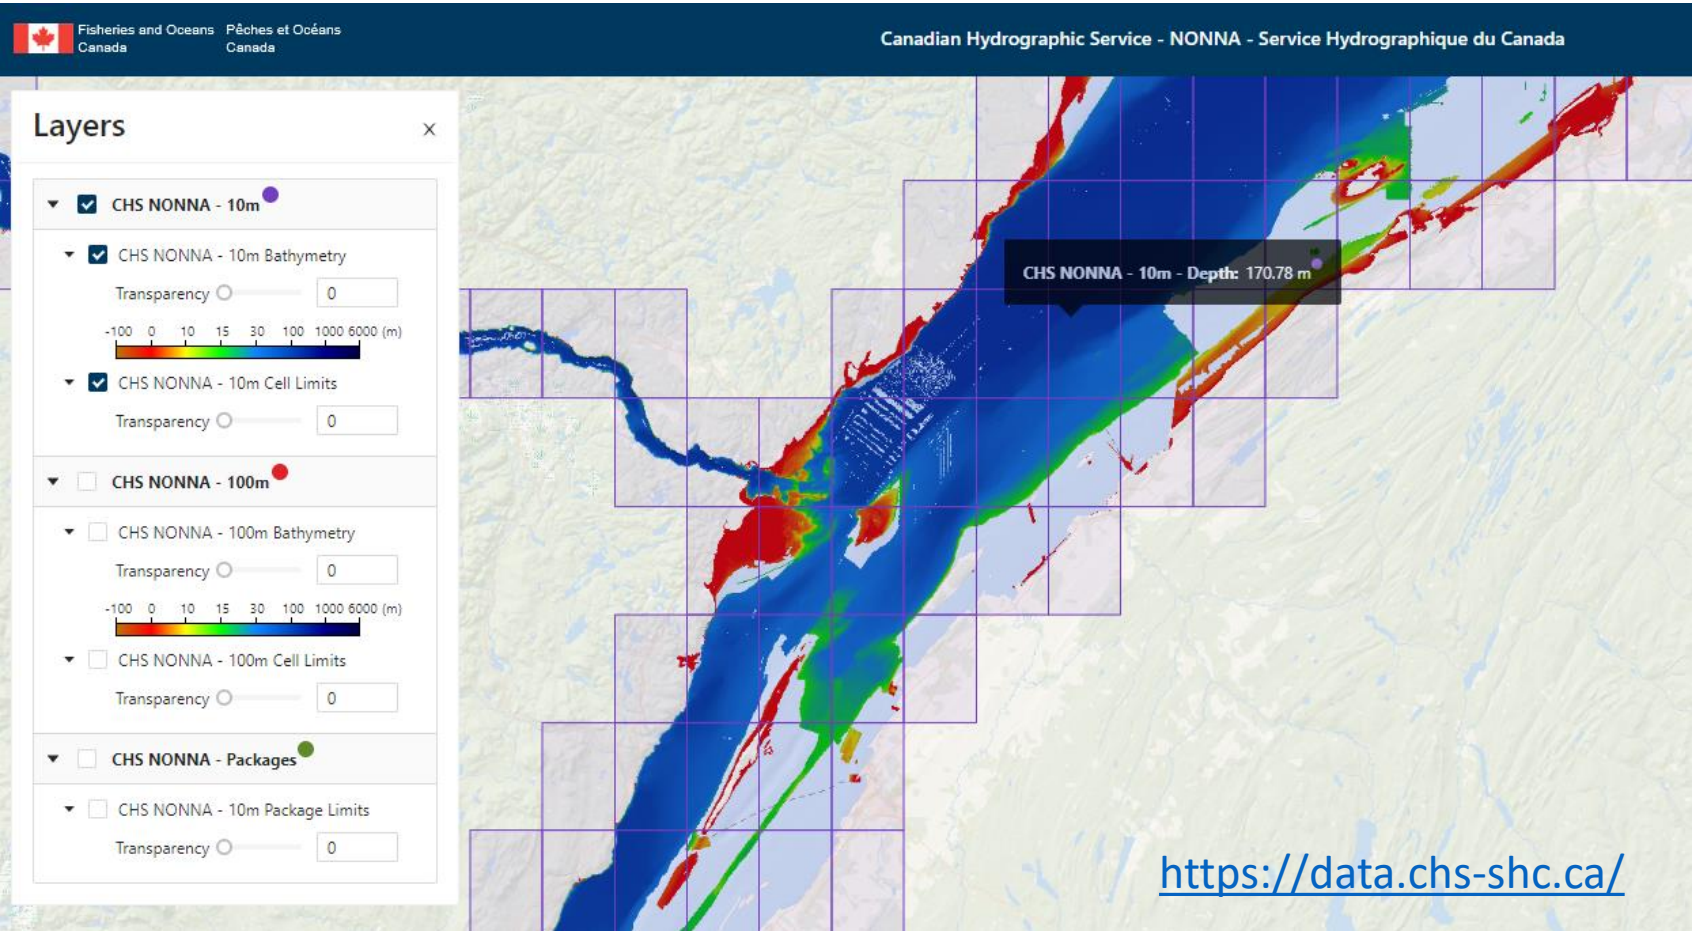 Fisheries and Oceans Pêches et Océans
Canada Canada
Canadian Hydrographic Service - NONNA - Service Hydrographique du Canada
Layers
X
CHS NONNA - 10m
CHS NONNA - 10m Bathymetry
Transparency 0
-100 0 10 15 30 100 1000 6000 (m)
CHS NONNA - 10m Cell Limits
Transparency 0
CHS NONNA - 100m
CHS NONNA - 100m Bathymetry
Transparency 0
-100 0 10 15 30 100 1000 6000 (m)
CHS NONNA - 100m Cell Limits
Transparency 0
CHS NONNA - Packages
CHS NONNA - 10m Package Limits
Transparency 0
CHS NONNA - 10m - Depth: 170.78 m
https://data.chs-shc.ca/